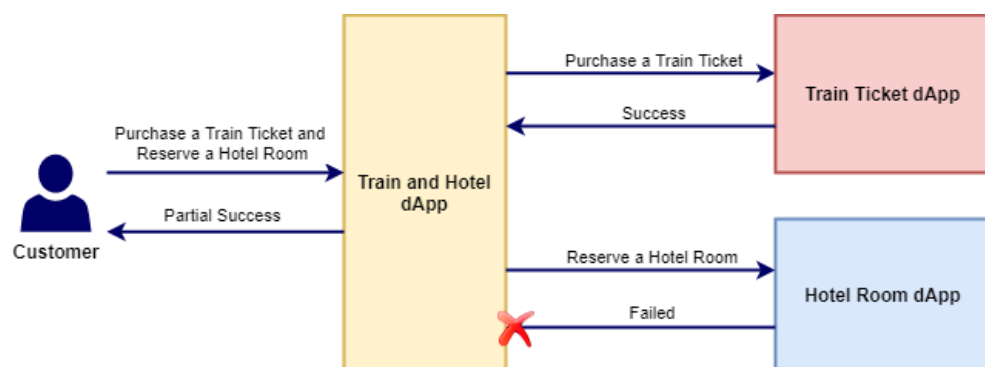 Purchase a Train Ticket and
Reserve a Hotel Room
Partial Success
Customer
Train and Hotel
dApp
Purchase a Train Ticket
Success
Train Ticket dApp
Reserve a Hotel Room
Failed
Hotel Room dApp